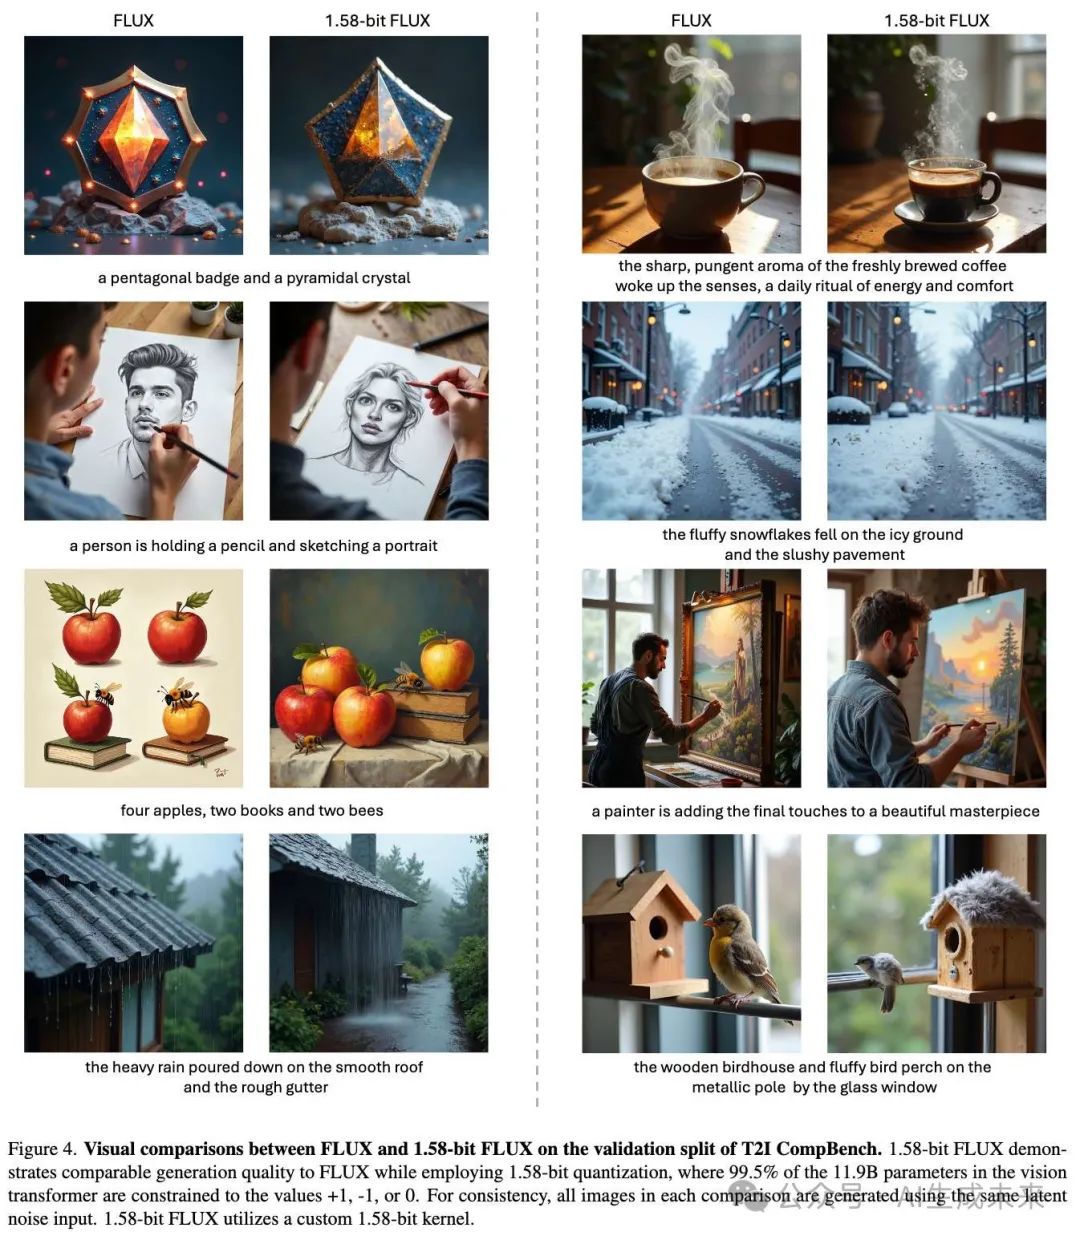 FLUX
1.58-bit FLUX
FLUX
1.58-bit FLUX
a pentagonal badge and a pyramidal crystal
the sharp, pungent aroma of the freshly brewed coffee
woke up the senses, a daily ritual of energy and comfort
a person is holding a pencil and sketching a portrait
the fluffy snowflakes fell on the icy ground
and the slushy pavement
four apples, two books and two bees
a painter is adding the final touches to a beautiful masterpiece
the heavy rain poured down on the smooth roof
and the rough gutter
the wooden birdhouse and fluffy bird perch on the
metallic pole by the glass window
Figure 4. Visual comparisons between FLUX and 1.58-bit FLUX on the validation split of T2I CompBench. 1.58-bit FLUX demon-
strates comparable generation quality to FLUX while employing 1.58-bit quantization, where 99.5% of the 11.9B parameters in the vision
transformer are constrained to the values +1, -1, or 0. For consistency, all images in each comparison are generated using the same latent
noise input. 1.58-bit FLUX utilizes a custom 1.58-bit kernel.
公众号 · AI生成未来